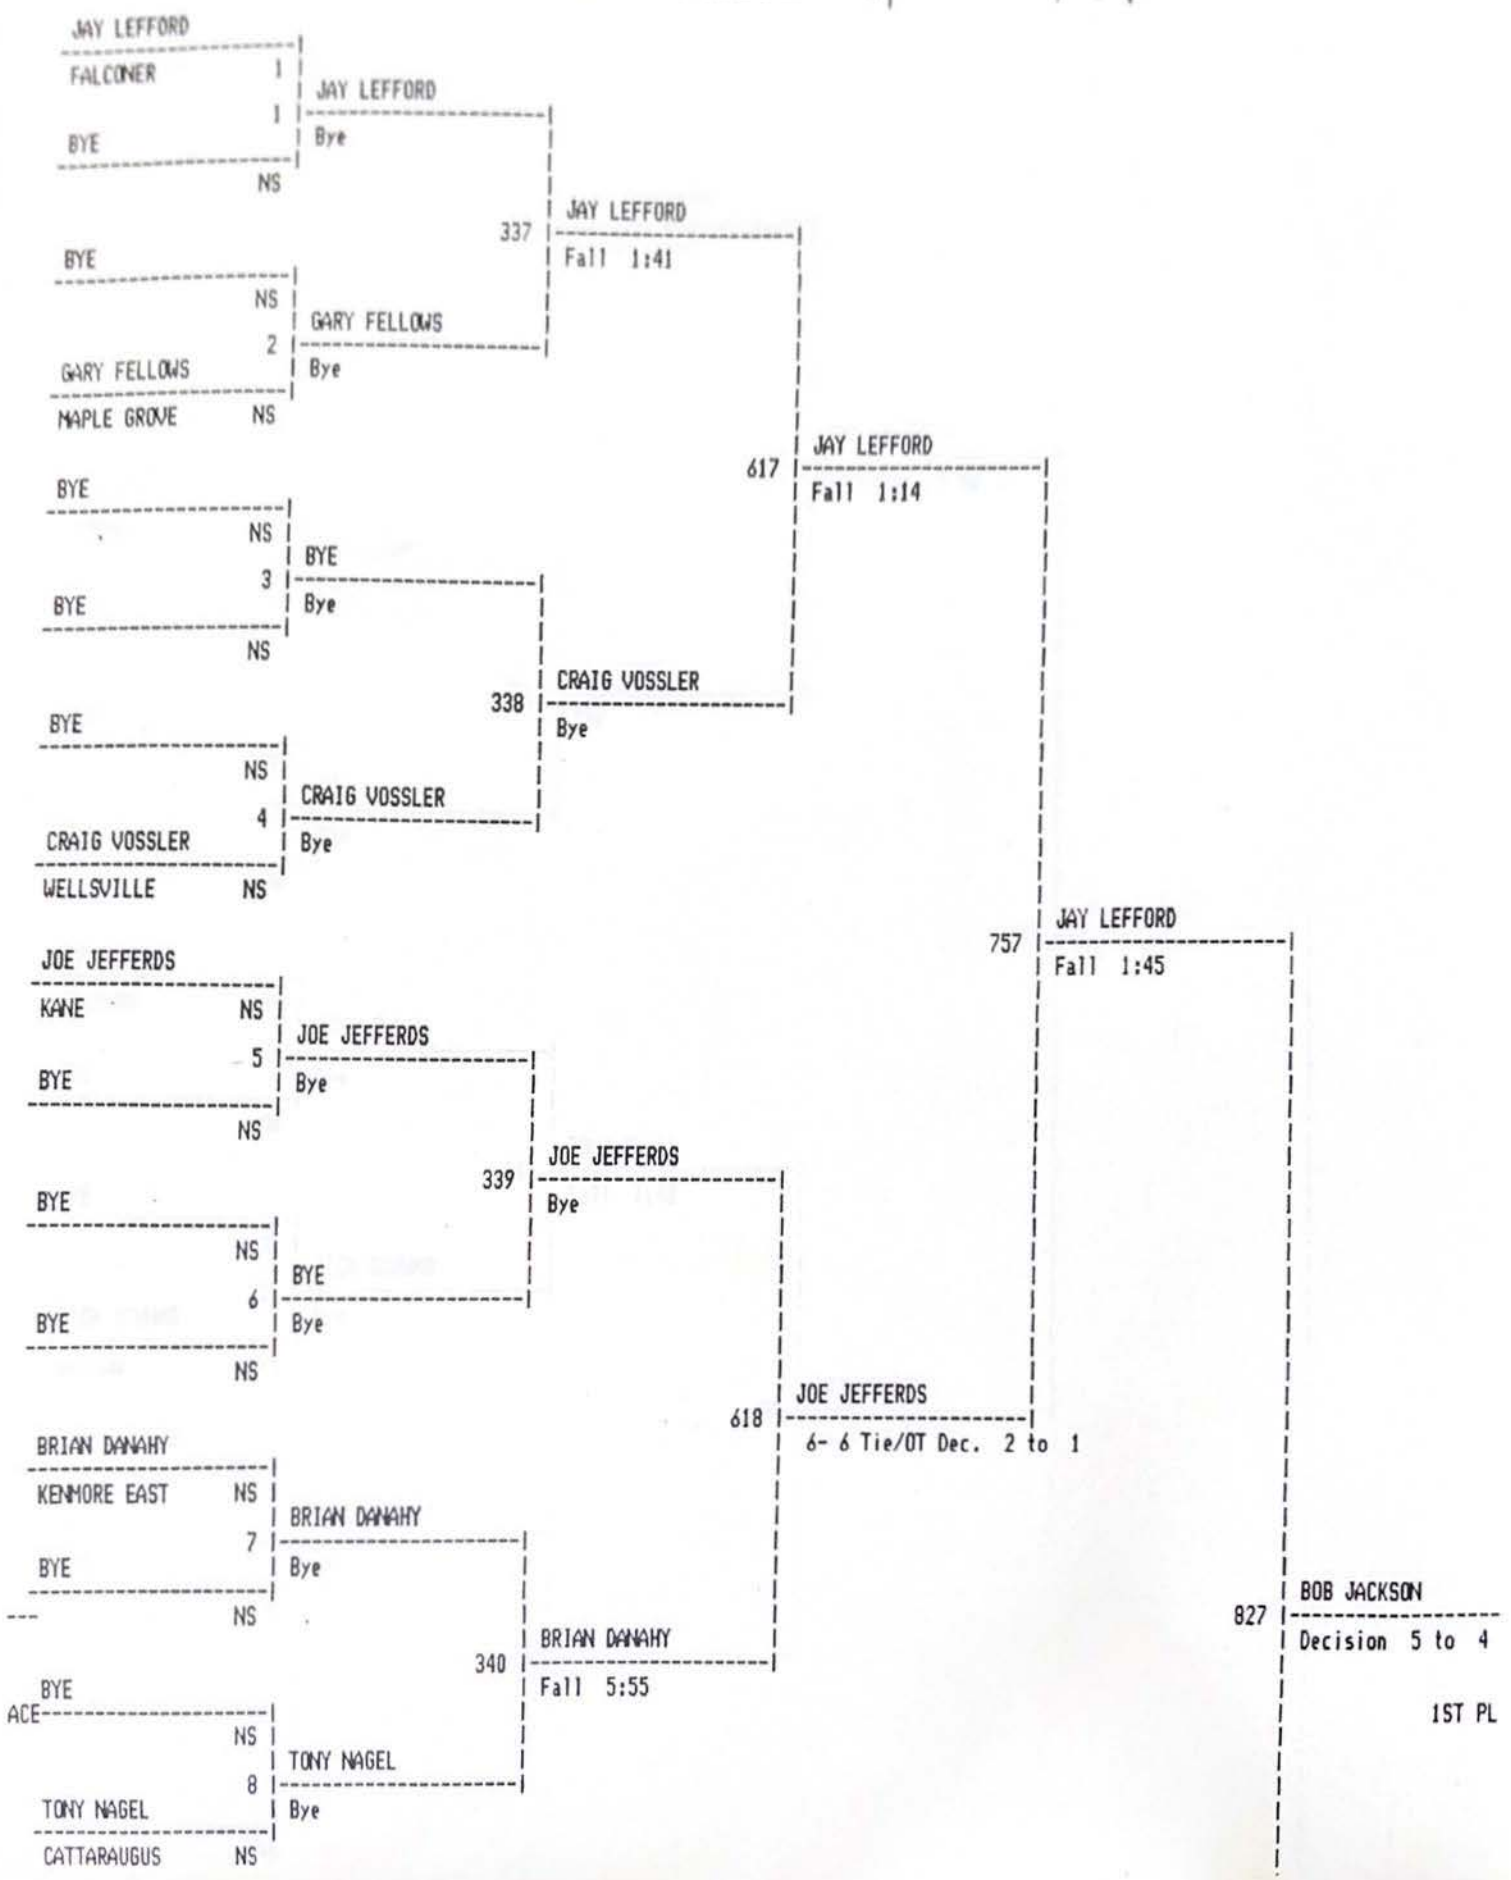 JAY LEFFORD
FALCONER 1
1
BYE
NS
JAY LEFFORD
Bye
BYE
NS
2
GARY FELLOWS
MAPLE GROVE NS
GARY FELLOWS
Bye
337
JAY LEFFORD
Fall 1:41
BYE
NS
3
BYE
NS
BYE
Bye
BYE
NS
4
CRAIG VOSSLER
WELLSVILLE NS
CRAIG VOSSLER
Bye
338
CRAIG VOSSLER
Bye
617
JAY LEFFORD
Fall 1:14
JOE JEFFERDS
KANE NS
5
BYE
NS
JOE JEFFERDS
Bye
BYE
NS
6
BYE
NS
BYE
Bye
339
JOE JEFFERDS
Bye
BRIAN DANAHY
KENMORE EAST NS
7
BYE
NS
BRIAN DANAHY
Bye
---
BYE
ACE
NS
8
TONY NAGEL
CATTARAUGUS NS
TONY NAGEL
Bye
340
BRIAN DANAHY
Fall 5:55
618
JOE JEFFERDS
6- 6 Tie/OT Dec. 2 to 1
757
JAY LEFFORD
Fall 1:45
827
BOB JACKSON
Decision 5 to 4
1ST PL